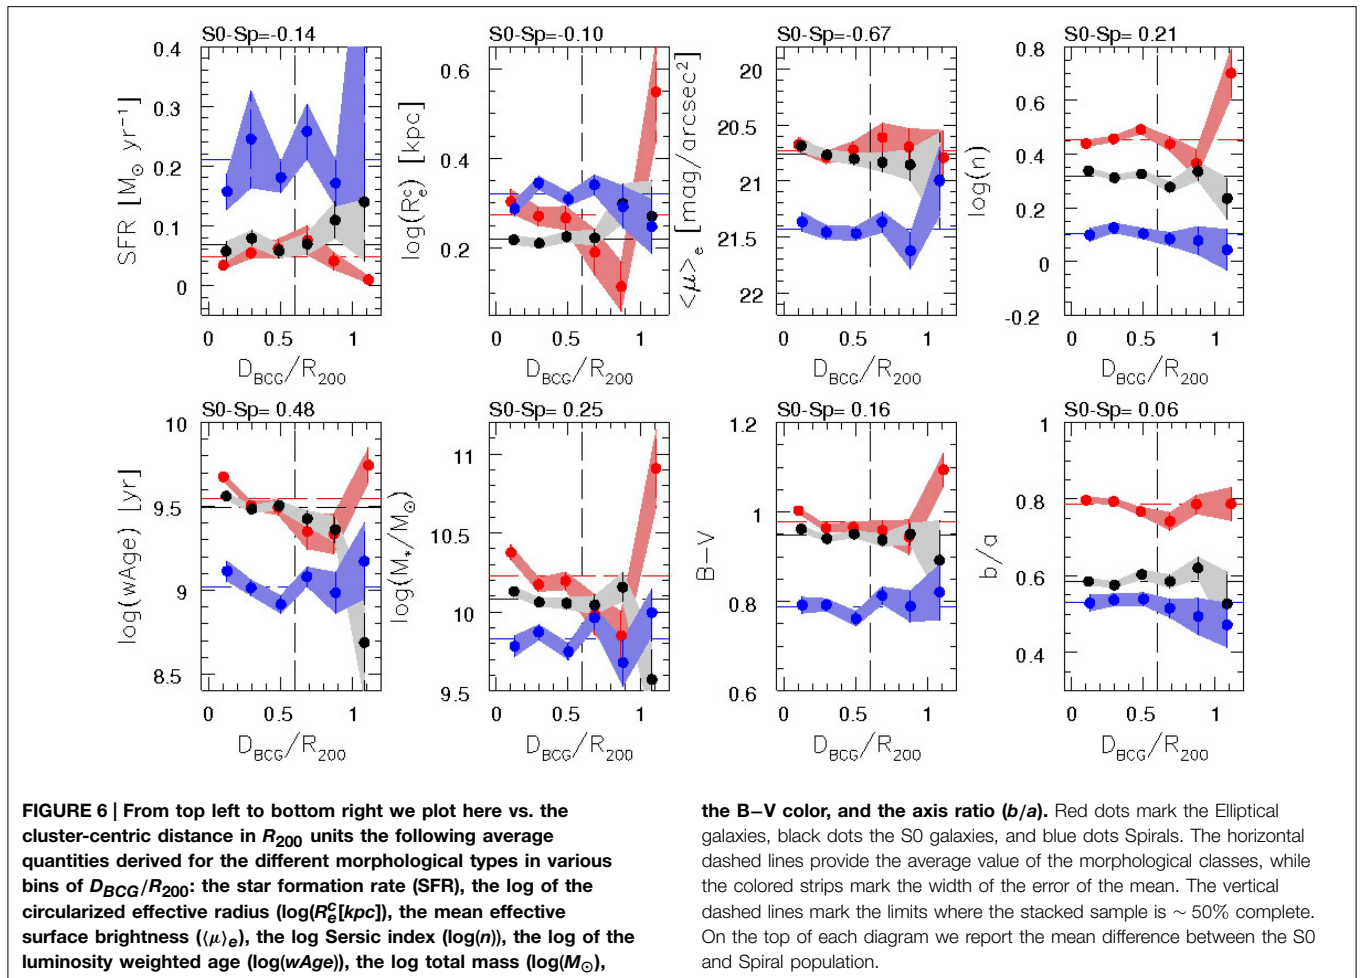 S0-Sp=-0.14
S0-Sp=-0.10
S0-Sp=-0.67
S0-Sp= 0.21
SFR [M⊙ yr⁻¹]
0.4
0.3
0.2
0.1
0
0
0.5
1
D_BCG/R_200
log(R_e^c) [kpc]
0.6
0.4
0.2
0
0.5
1
D_BCG/R_200
<μ>_e [mag/arcsec²]
20
20.5
21
21.5
22
0
0.5
1
D_BCG/R_200
log(n)
0.8
0.6
0.4
0.2
0
-0.2
0
0.5
1
D_BCG/R_200
S0-Sp= 0.48
S0-Sp= 0.25
S0-Sp= 0.16
S0-Sp= 0.06
log(wAge) [yr]
10
9.5
9
8.5
0
0.5
1
D_BCG/R_200
log(M_*/M⊙)
11
10.5
10
9.5
0
0.5
1
D_BCG/R_200
B-V
1.2
1
0.8
0.6
0
0.5
1
D_BCG/R_200
b/a
1
0.8
0.6
0.4
0
0.5
1
D_BCG/R_200
FIGURE 6 | From top left to bottom right we plot here vs. the
cluster-centric distance in R_200 units the following average
quantities derived for the different morphological types in various
bins of D_BCG/R_200: the star formation rate (SFR), the log of the
circularized effective radius (log(R_e^c[kpc]), the mean effective
surface brightness (⟨μ⟩_e), the log Sersic index (log(n)), the log of the
luminosity weighted age (log(wAge)), the log total mass (log(M⊙),
the B–V color, and the axis ratio (b/a). Red dots mark the Elliptical
galaxies, black dots the S0 galaxies, and blue dots Spirals. The horizontal
dashed lines provide the average value of the morphological classes, while
the colored strips mark the width of the error of the mean. The vertical
dashed lines mark the limits where the stacked sample is ~ 50% complete.
On the top of each diagram we report the mean difference between the S0
and Spiral population.